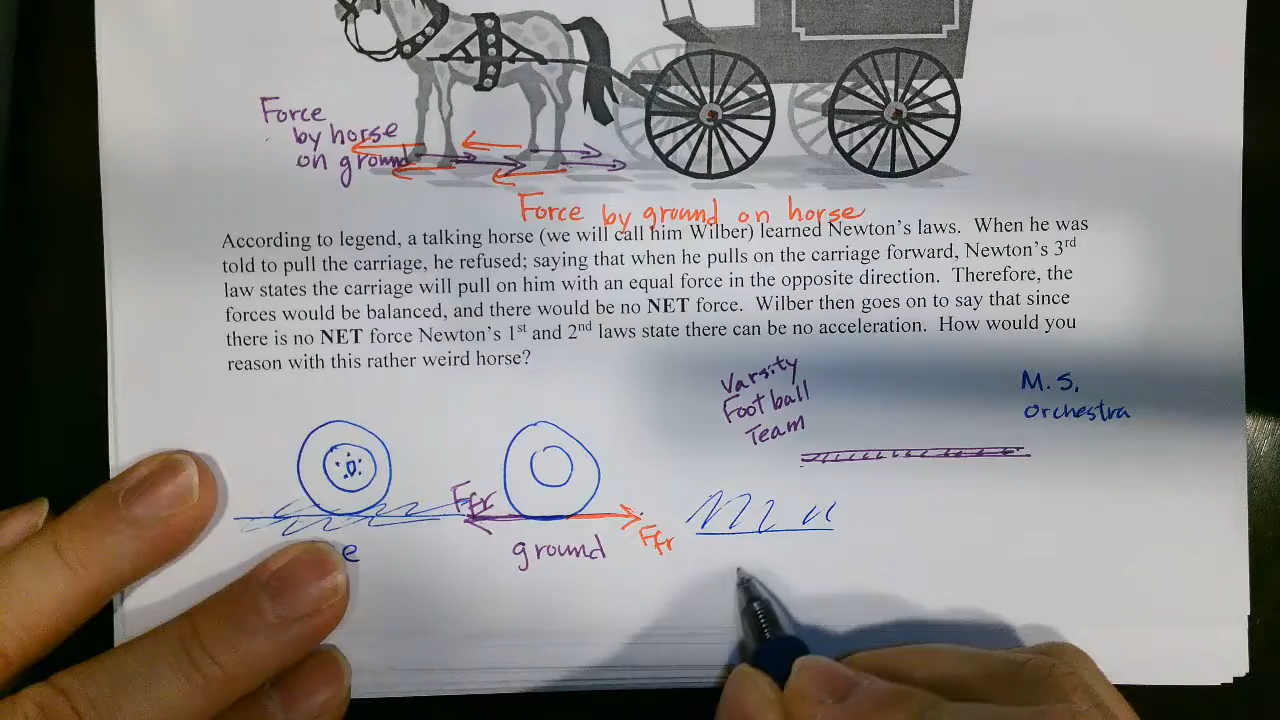 Force
by horse
on ground
Force by ground on horse
According to legend, a talking horse (we will call him Wilber) learned Newton's laws. When he was
told to pull the carriage, he refused; saying that when he pulls on the carriage forward, Newton's 3rd
law states the carriage will pull on him with an equal force in the opposite direction. Therefore, the
forces would be balanced, and there would be no NET force. Wilber then goes on to say that since
there is no NET force Newton's 1st and 2nd laws state there can be no acceleration. How would you
reason with this rather weird horse?
Varsity
Football
Team
M.S.
Orchestra
Ffr
Ffr
ground